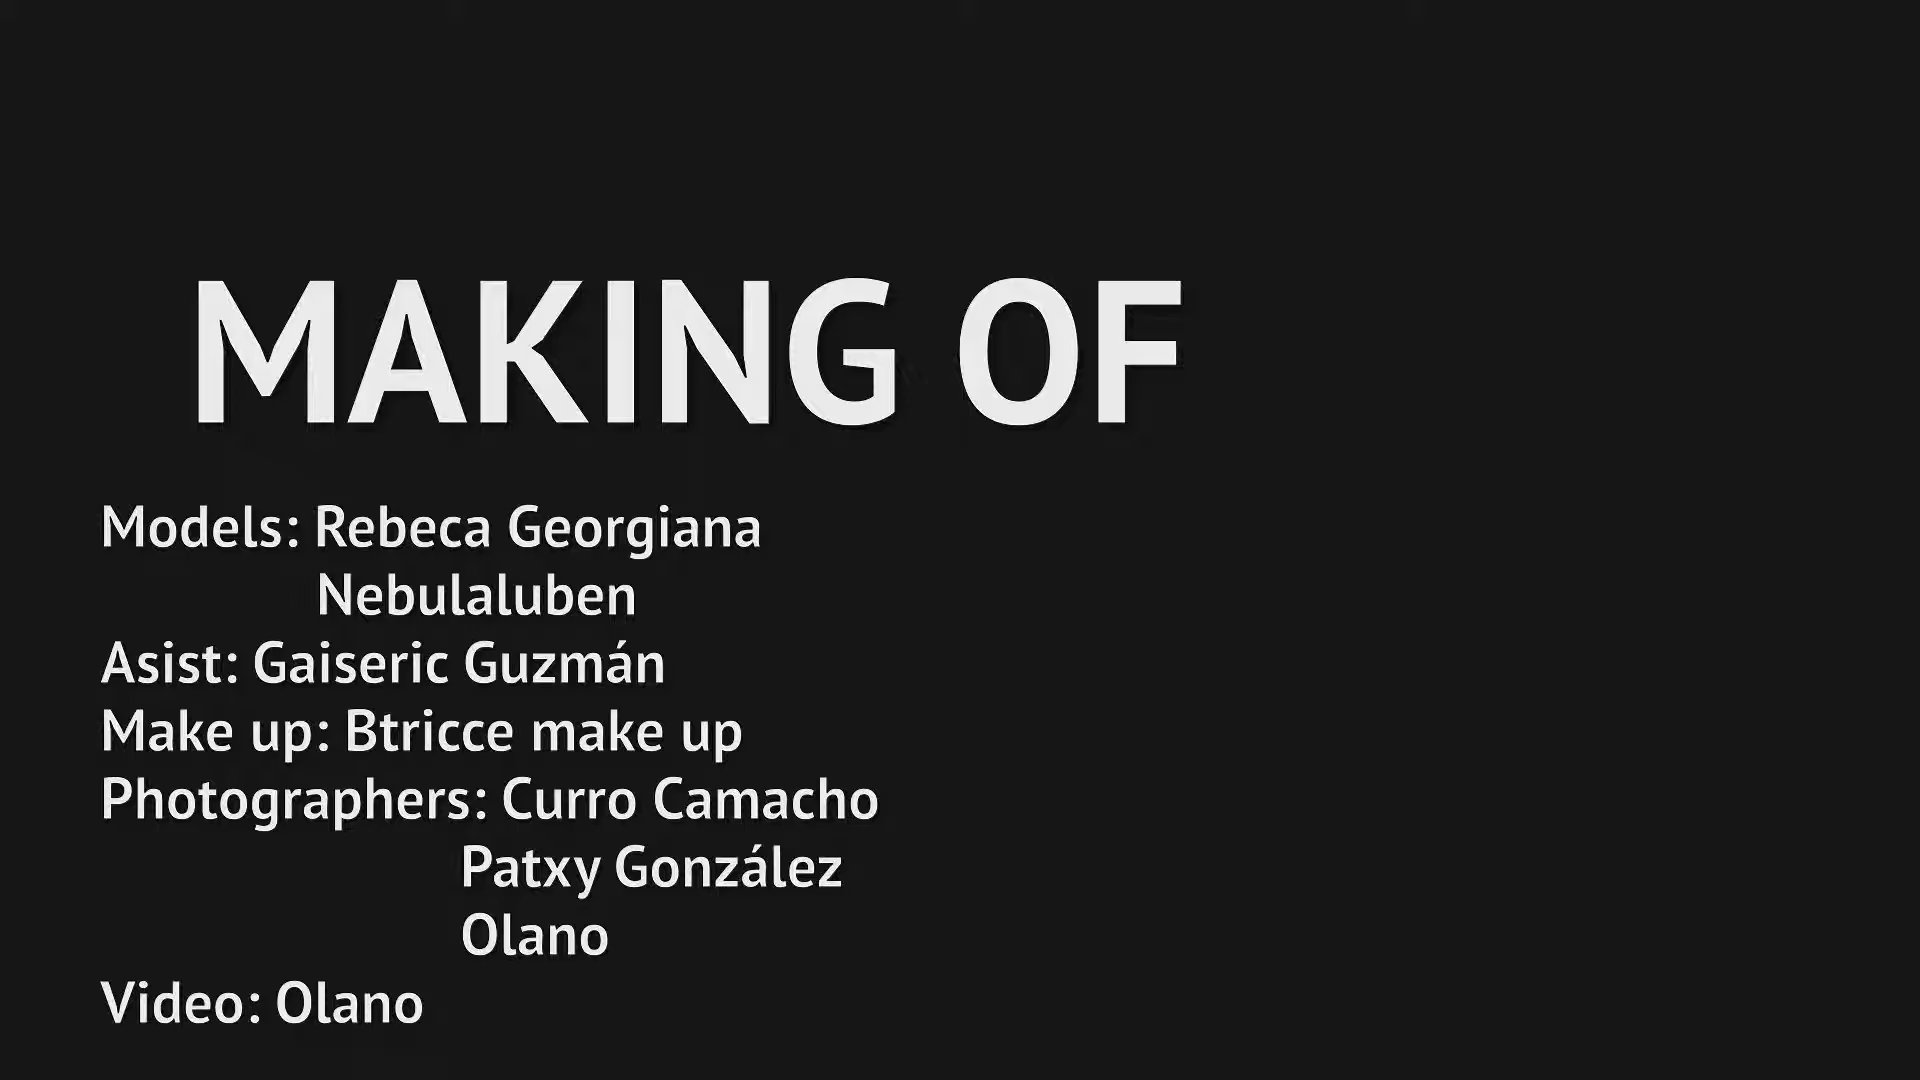 MAKING OF
Models: Rebeca Georgiana
Nebulaluben
Asist: Gaiseric Guzmán
Make up: Btricce make up
Photographers: Curro Camacho
Patxy González
Olano
Video: Olano